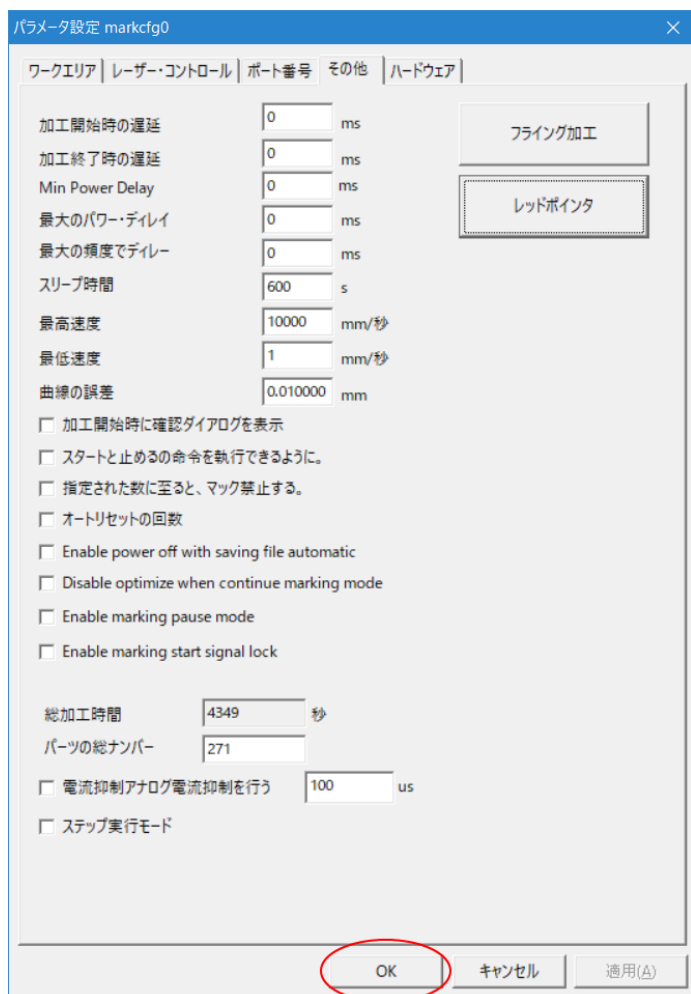 パラメータ設定 markcfg0
ワークエリア レーザー・コントロール ポート番号 その他 ハードウェア
加工開始時の遅延 0 ms
フライング加工
加工終了時の遅延 0 ms
Min Power Delay 0 ms
レッドポインタ
最大のパワー・ディレイ 0 ms
最大の頻度でディレー 0 ms
スリープ時間 600 s
最高速度 10000 mm/秒
最低速度 1 mm/秒
曲線の誤差 0.010000 mm
加工開始時に確認ダイアログを表示
スタートと止めるの命令を執行できるように。
指定された数に至ると、マック禁止する。
オートリセットの回数
Enable power off with saving file automatic
Disable optimize when continue marking mode
Enable marking pause mode
Enable marking start signal lock
総加工時間 4349 秒
パーツの総ナンバー 271
電流抑制アナログ電流抑制を行う 100 us
ステップ実行モード
OK キャンセル 適用(A)